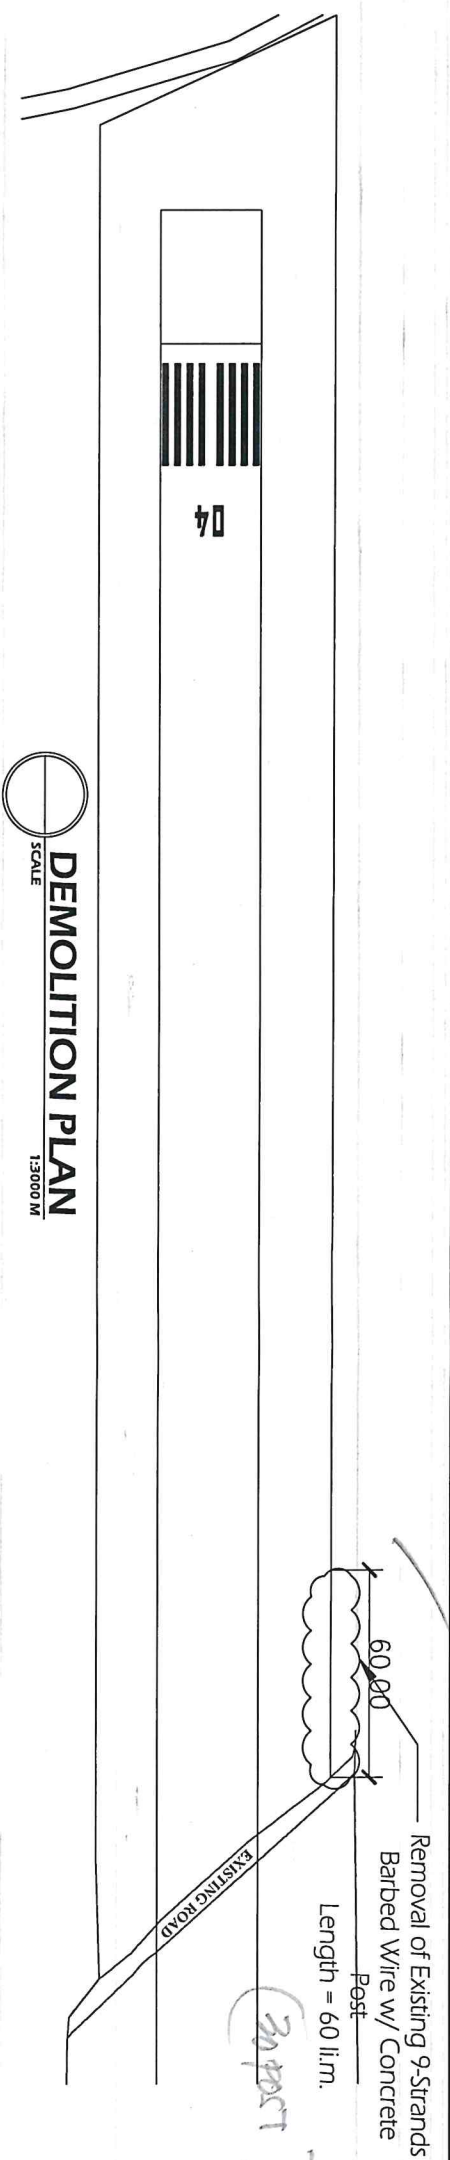 04
DEMOLITION PLAN
SCALE
1:3000 M
60.00
Removal of Existing 9-Strands
Barbed Wire w/ Concrete
Post
Length = 60 li.m.
EXISTING ROAD
post